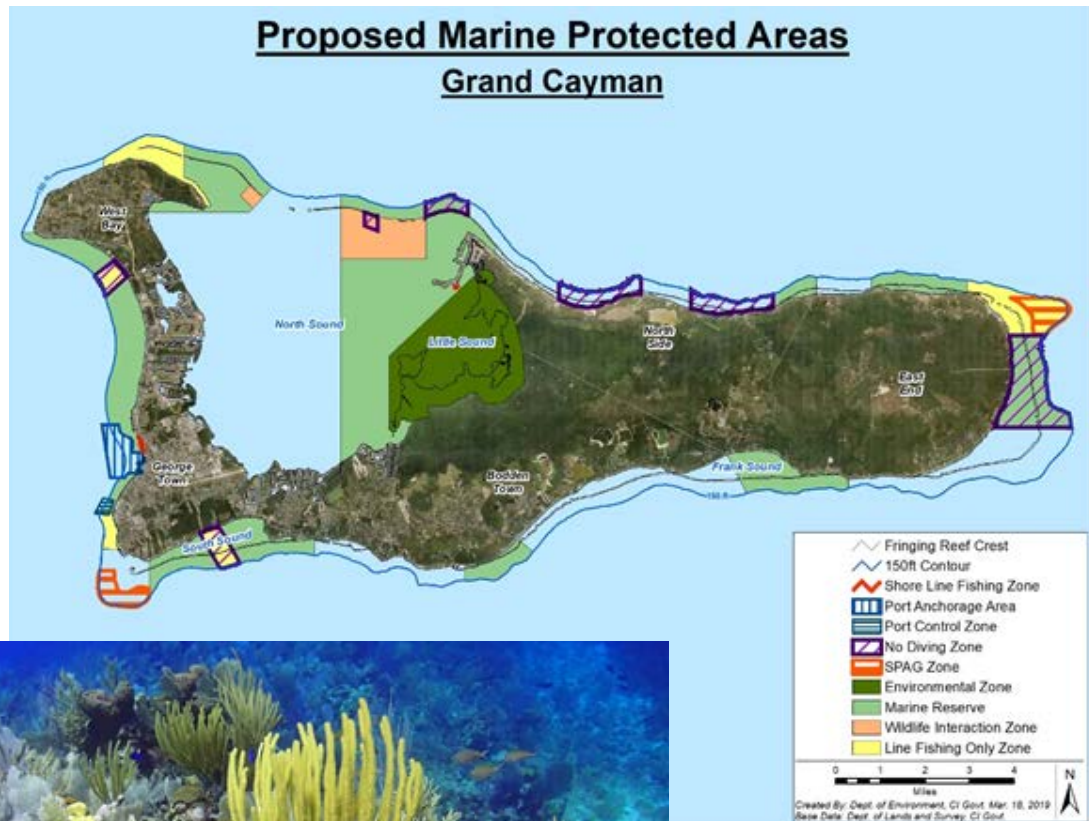 Proposed Marine Protected Areas
Grand Cayman
150 ft
West
Bay
North Sound
Little Sound
North
Side
East
End
George
Town
Bodden
Town
Frank Sound
150 ft
South Sound
Fringing Reef Crest
150ft Contour
Shore Line Fishing Zone
Port Anchorage Area
Port Control Zone
No Diving Zone
SPAG Zone
Environmental Zone
Marine Reserve
Wildlife Interaction Zone
Line Fishing Only Zone
0 1 2 3 4
Miles
N
Created By: Dept. of Environment, CI Govt. Mar. 18, 2019
Base Data: Dept. of Lands and Survey, CI Govt.